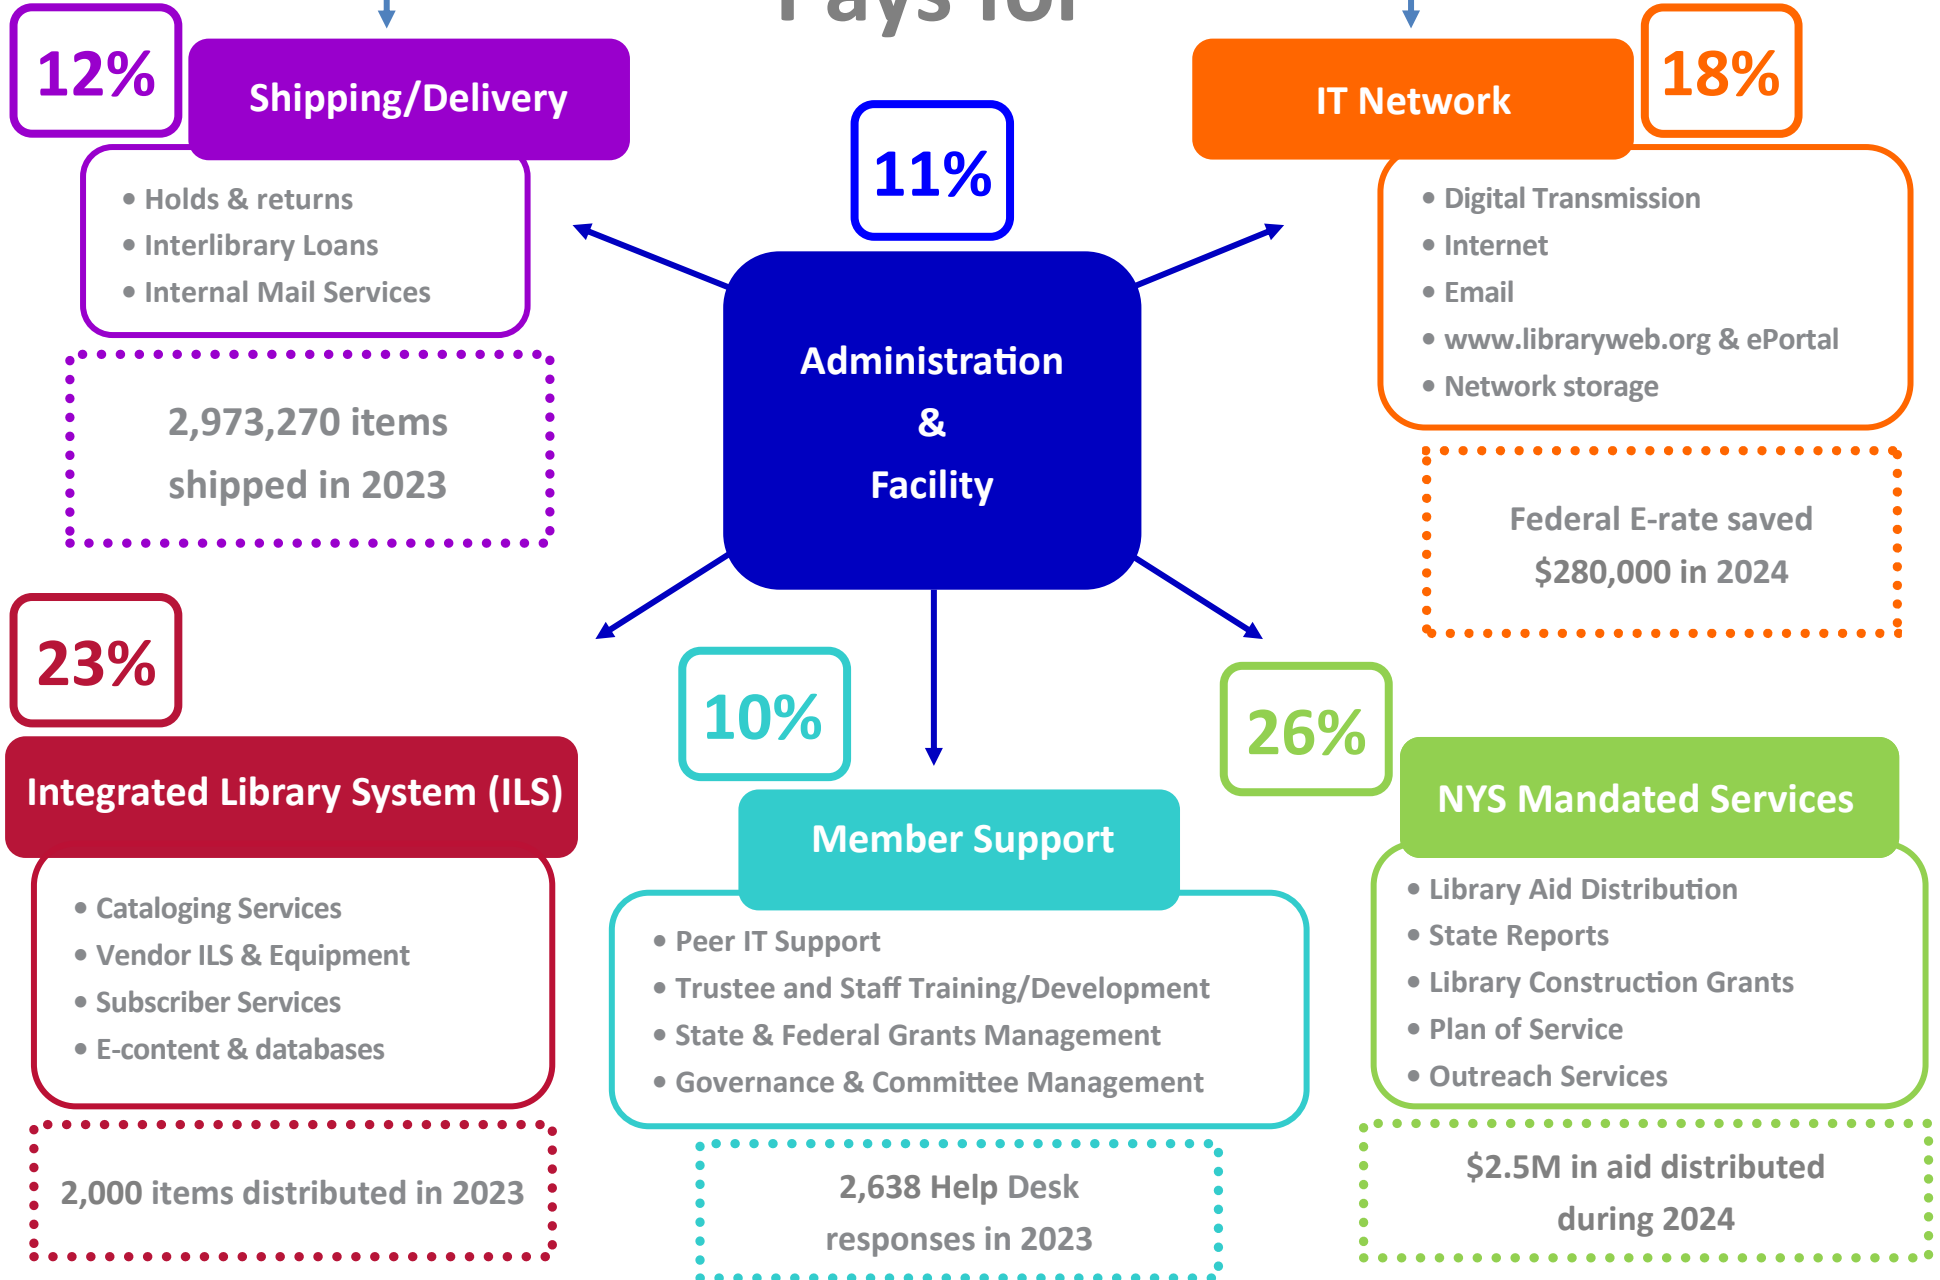 Pays for
12%
Shipping/Delivery
• Holds & returns
• Interlibrary Loans
• Internal Mail Services
2,973,270 items
shipped in 2023
11%
Administration
&
Facility
18%
IT Network
• Digital Transmission
• Internet
• Email
• www.libraryweb.org & ePortal
• Network storage
Federal E-rate saved
$280,000 in 2024
23%
Integrated Library System (ILS)
• Cataloging Services
• Vendor ILS & Equipment
• Subscriber Services
• E-content & databases
2,000 items distributed in 2023
10%
Member Support
• Peer IT Support
• Trustee and Staff Training/Development
• State & Federal Grants Management
• Governance & Committee Management
2,638 Help Desk
responses in 2023
26%
NYS Mandated Services
• Library Aid Distribution
• State Reports
• Library Construction Grants
• Plan of Service
• Outreach Services
$2.5M in aid distributed
during 2024